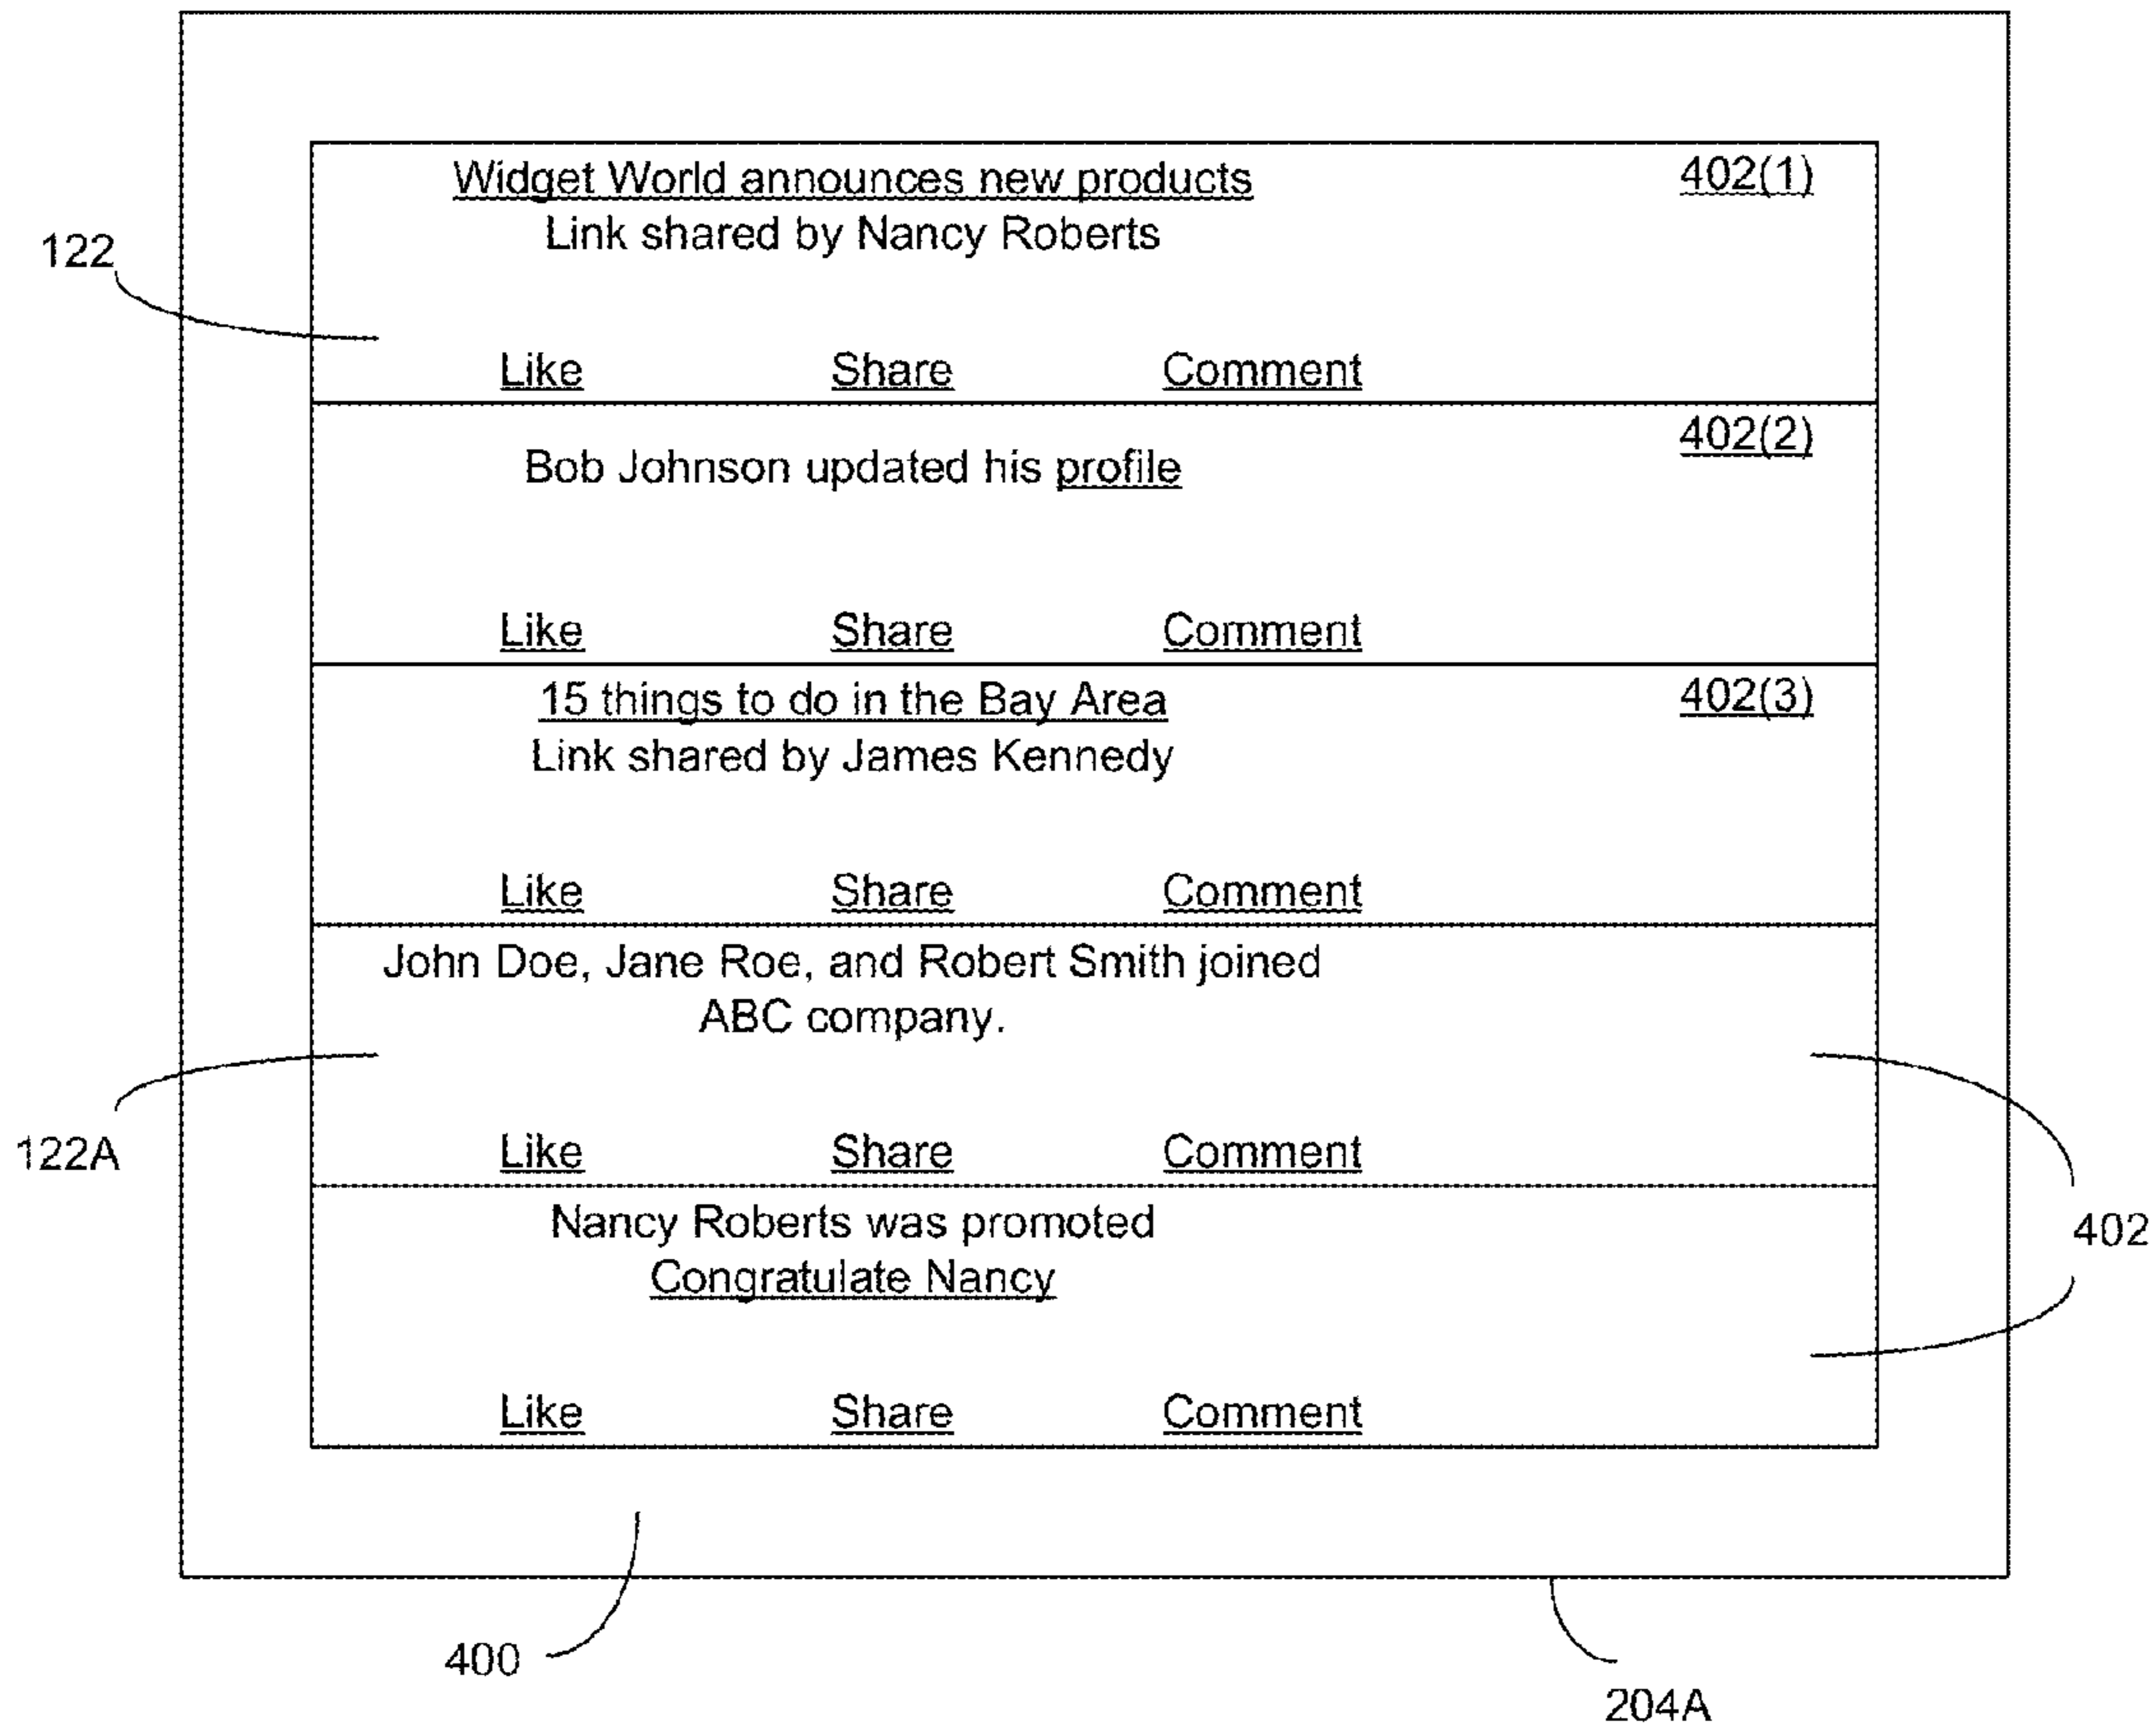 Widget World announces new products
402(1)
Link shared by Nancy Roberts
122
Like Share Comment
402(2)
Bob Johnson updated his profile
Like Share Comment
15 things to do in the Bay Area
402(3)
Link shared by James Kennedy
Like Share Comment
John Doe, Jane Roe, and Robert Smith joined
ABC company.
122A
Like Share Comment
Nancy Roberts was promoted
402
Congratulate Nancy
Like Share Comment
400
204A